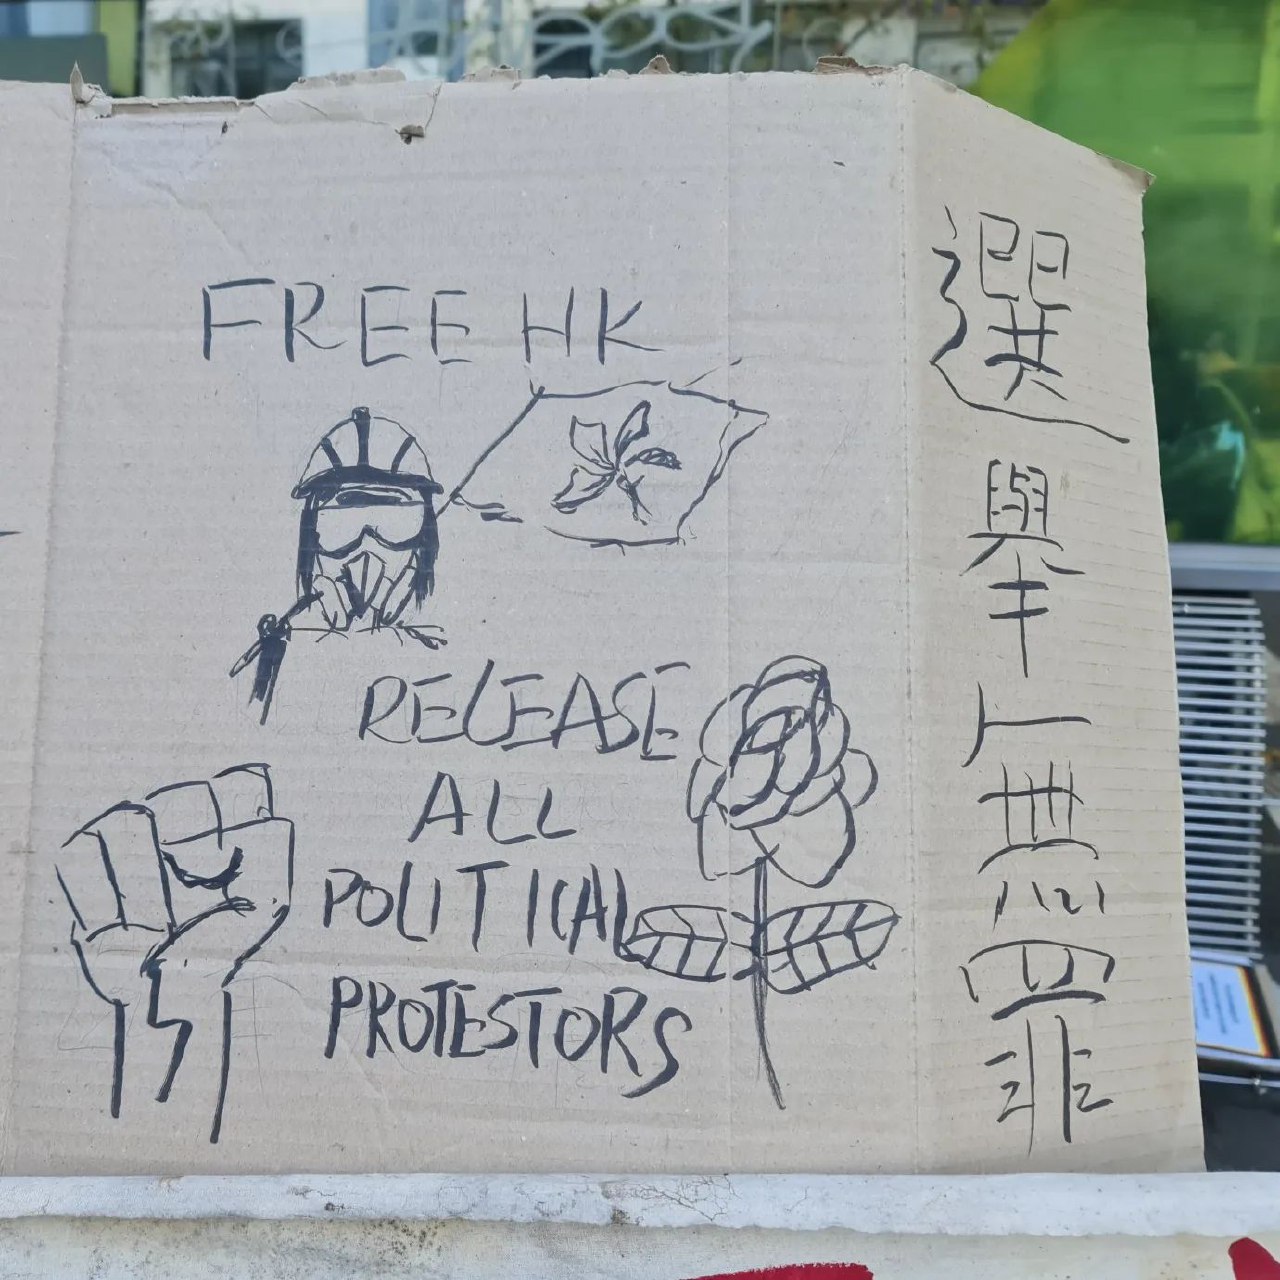 FREE HK
RELEASE
ALL
POLITICAL
PROTESTORS
選舉無罪